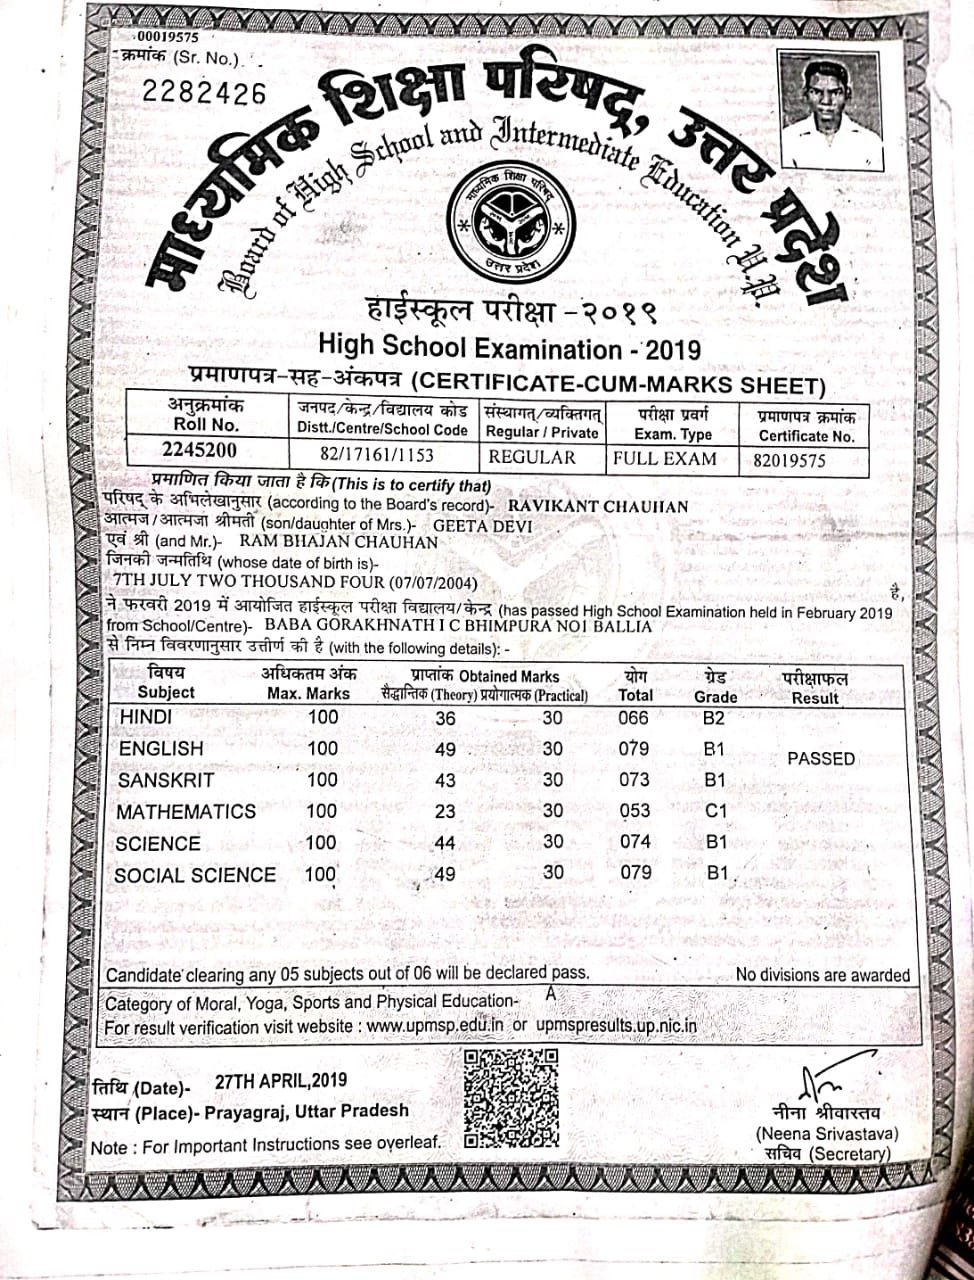 00019575
क्रमांक (Sr. No.)
2282426
माध्यमिक शिक्षा परिषद्, उत्तर प्रदेश
Board of High School and Intermediate Education U.P.
माध्यमिक शिक्षा परिषद
उत्तर प्रदेश
हाईस्कूल परीक्षा -२०१९
High School Examination - 2019
प्रमाणपत्र-सह-अंकपत्र (CERTIFICATE-CUM-MARKS SHEET)
अनुक्रमांक जनपद/केन्द्र/विद्यालय कोड संस्थागत्/व्यक्तिगत् परीक्षा प्रवर्ग प्रमाणपत्र क्रमांक
Roll No. Distt./Centre/School Code Regular / Private Exam. Type Certificate No.
2245200 82/17161/1153 REGULAR FULL EXAM 82019575
प्रमाणित किया जाता है कि(This is to certify that)
परिषद् के अभिलेखानुसार (according to the Board's record)- RAVIKANT CHAUHAN
आत्मज/आत्मजा श्रीमती (son/daughter of Mrs.)- GEETA DEVI
एवं श्री (and Mr.)- RAM BHAJAN CHAUHAN
जिनकी जन्मतिथि (whose date of birth is)-
7TH JULY TWO THOUSAND FOUR (07/07/2004) है,
ने फरवरी 2019 में आयोजित हाईस्कूल परीक्षा विद्यालय/केन्द्र (has passed High School Examination held in February 2019
from School/Centre)- BABA GORAKHNATH I C BHIMPURA NO1 BALLIA
से निम्न विवरणानुसार उत्तीर्ण की है (with the following details): -
विषय अधिकतम अंक प्राप्तांक Obtained Marks योग ग्रेड परीक्षाफल
Subject Max. Marks सैद्धान्तिक (Theory) प्रयोगात्मक (Practical) Total Grade Result
HINDI 100 36 30 066 B2
ENGLISH 100 49 30 079 B1
PASSED
SANSKRIT 100 43 30 073 B1
MATHEMATICS 100 23 30 053 C1
SCIENCE 100 44 30 074 B1
SOCIAL SCIENCE 100 49 30 079 B1
Candidate clearing any 05 subjects out of 06 will be declared pass. No divisions are awarded
Category of Moral, Yoga, Sports and Physical Education- A
For result verification visit website : www.upmsp.edu.in or upmspresults.up.nic.in
तिथि (Date)- 27TH APRIL,2019
स्थान (Place)- Prayagraj, Uttar Pradesh
Note : For Important Instructions see overleaf.
नीना श्रीवास्तव
(Neena Srivastava)
सचिव (Secretary)